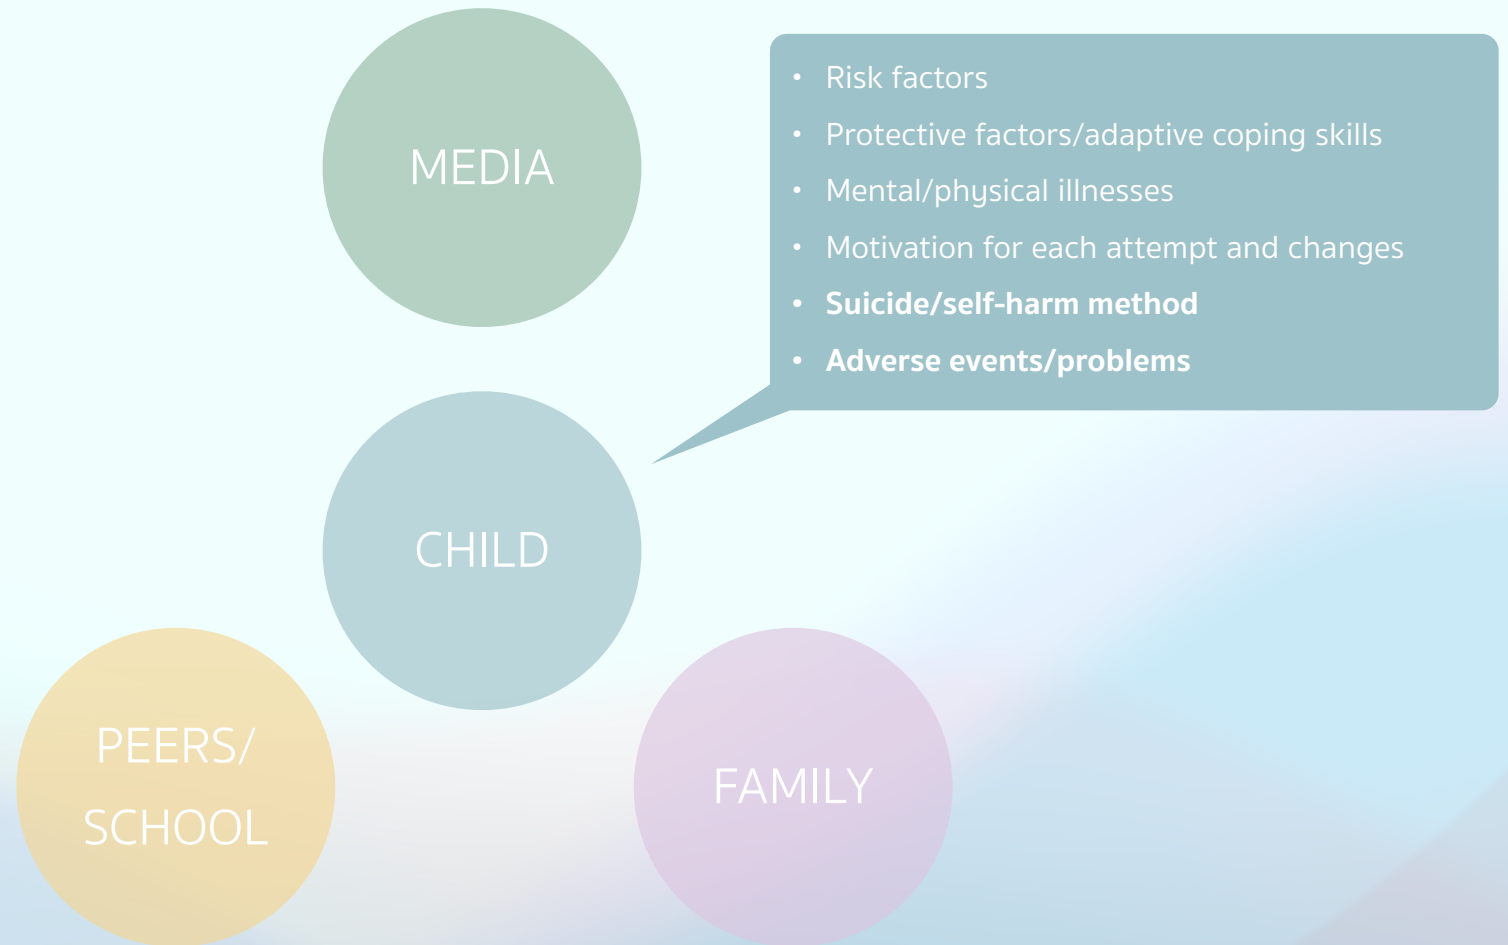 MEDIA
• Risk factors
• Protective factors/adaptive coping skills
• Mental/physical illnesses
• Motivation for each attempt and changes
• Suicide/self-harm method
• Adverse events/problems
CHILD
PEERS/
SCHOOL
FAMILY